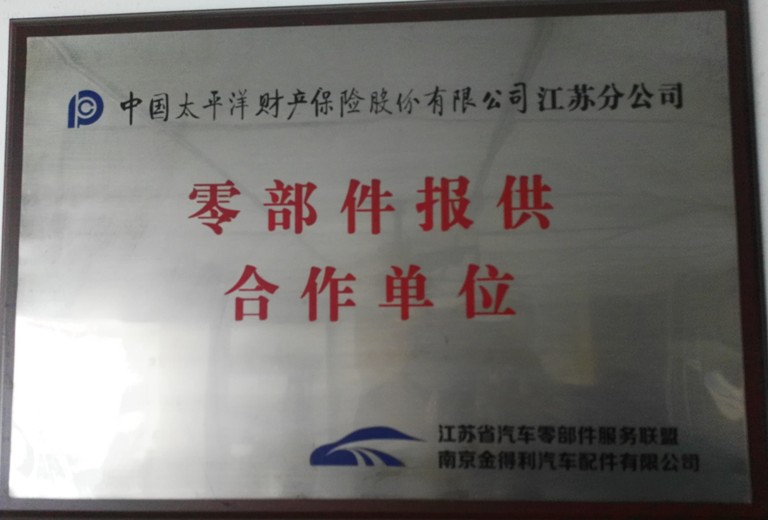 中国太平洋财产保险股份有限公司江苏分公司
零部件报供
合作单位
江苏省汽车零部件服务联盟
南京金得利汽车配件有限公司